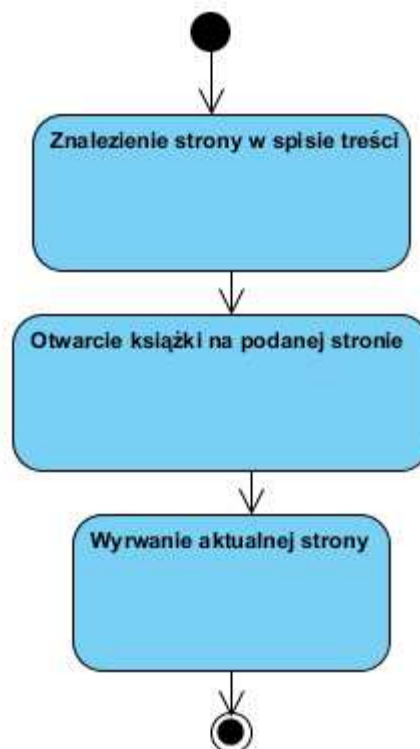 Znalezienie strony w spisie treści
Otwarcie książki na podanej stronie
Wyrwanie aktualnej strony